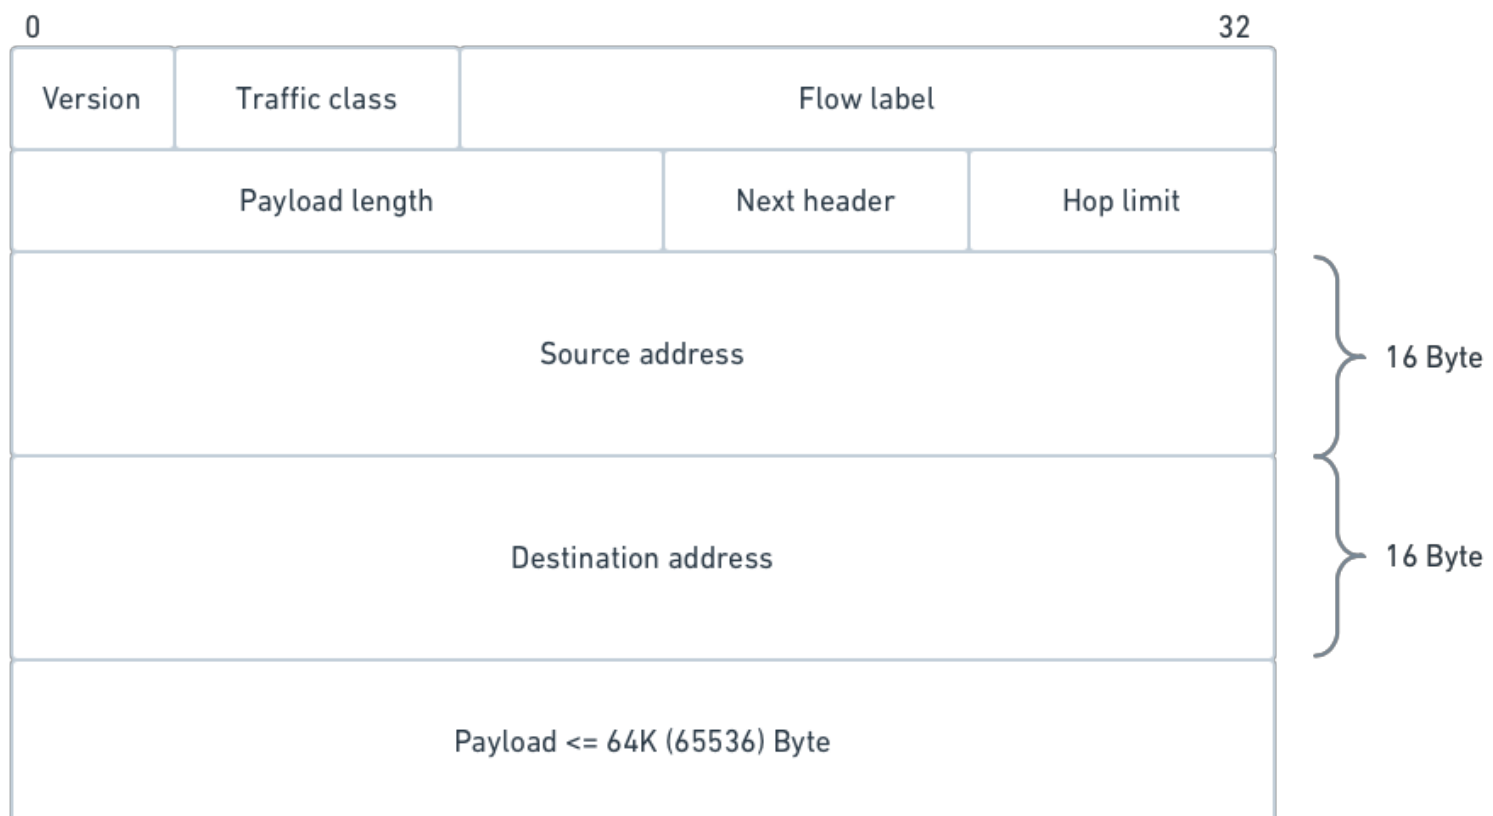 0
32
Version
Traffic class
Flow label
Payload length
Next header
Hop limit
Source address
16 Byte
Destination address
16 Byte
Payload <= 64K (65536) Byte